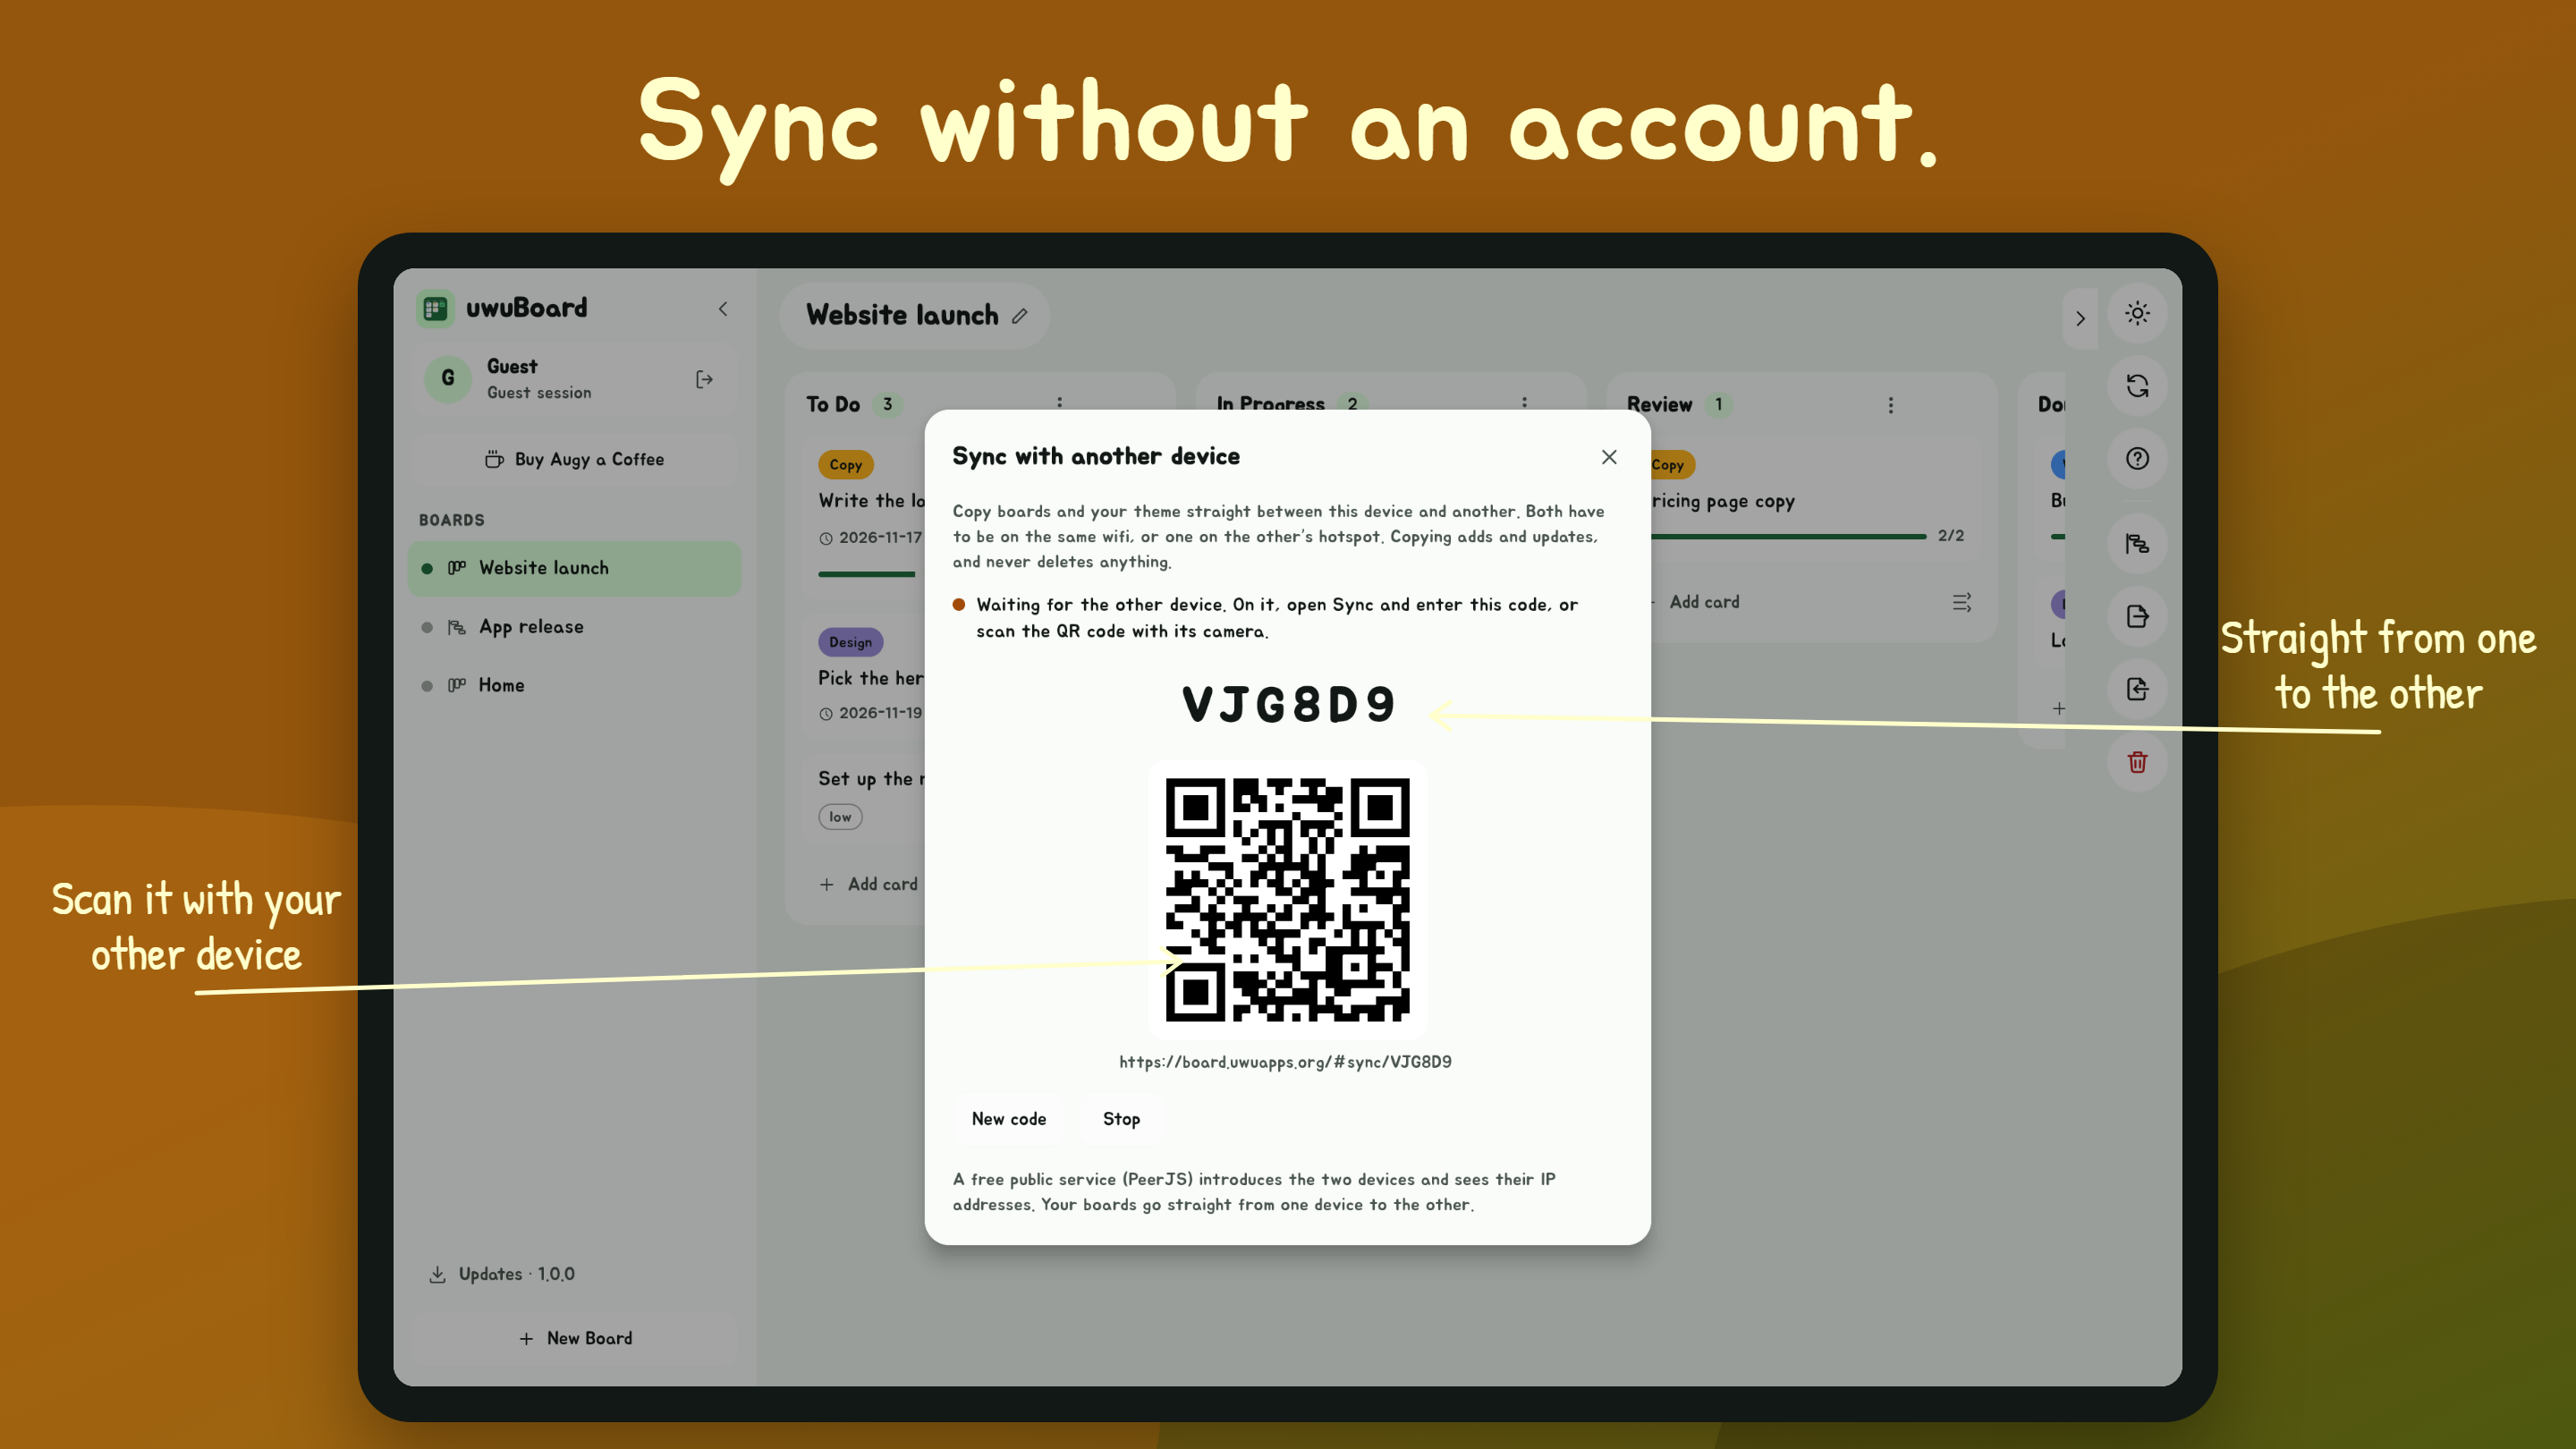 Sync without an account.
uwuBoard
G
Guest
Guest session
Buy Augy a Coffee
BOARDS
Website launch
App release
Home
Updates · 1.0.0
+ New Board
Website launch
To Do 3
Copy
Write the lo
2026-11-17
Design
Pick the her
2026-11-19
Set up the
low
+ Add card
In Progress 2
Review 1
Copy
ricing page copy
2/2
Add card
Do
B
L
+
Sync with another device
Copy boards and your theme straight between this device and another. Both have
to be on the same wifi, or one on the other's hotspot. Copying adds and updates,
and never deletes anything.
Waiting for the other device. On it, open Sync and enter this code, or
scan the QR code with its camera.
VJG8D9
https://board.uwuapps.org/#sync/VJG8D9
New code
Stop
A free public service (PeerJS) introduces the two devices and sees their IP
addresses. Your boards go straight from one device to the other.
Scan it with your
other device
Straight from one
to the other